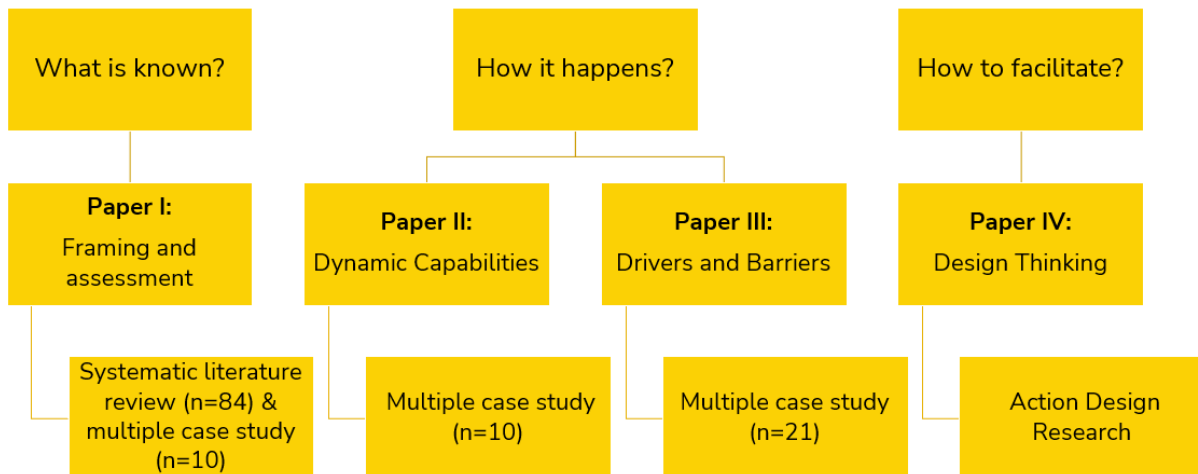 What is known?
How it happens?
How to facilitate?
Paper I:
Framing and
assessment
Paper II:
Dynamic Capabilities
Paper III:
Drivers and Barriers
Paper IV:
Design Thinking
Systematic literature
review (n=84) &
multiple case study
(n=10)
Multiple case study
(n=10)
Multiple case study
(n=21)
Action Design
Research